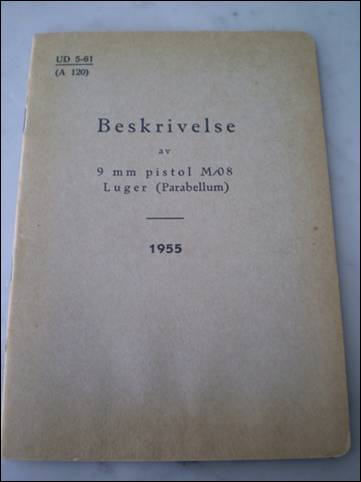 UD 5-61
(A 120)
Beskrivelse
av
9 mm pistol M/08
Luger (Parabellum)
1955